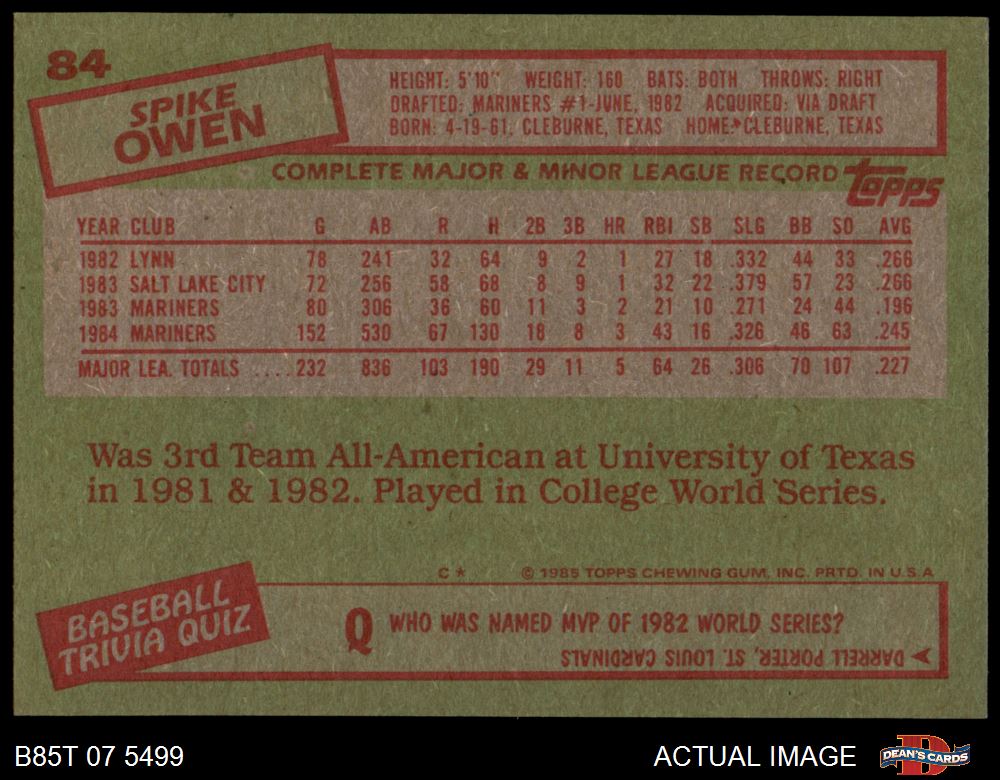 84
SPIKE
OWEN
HEIGHT: 5'10" WEIGHT: 160 BATS: BOTH THROWS: RIGHT
DRAFTED: MARINERS #1-JUNE, 1982 ACQUIRED: VIA DRAFT
BORN: 4-19-61, CLEBURNE, TEXAS HOME: CLEBURNE, TEXAS
COMPLETE MAJOR & MINOR LEAGUE RECORD topps
YEAR CLUB G AB R H 2B 3B HR RBI SB SLG BB SO AVG
1982 LYNN 78 241 32 64 9 2 1 27 18 .332 44 33 .266
1983 SALT LAKE CITY 72 256 58 68 8 9 1 32 22 .379 57 23 .266
1983 MARINERS 80 306 36 60 11 3 2 21 10 .271 24 44 .196
1984 MARINERS 152 530 67 130 18 8 3 43 16 .326 46 63 .245
MAJOR LEA. TOTALS ....232 836 103 190 29 11 5 64 26 .306 70 107 .227
Was 3rd Team All-American at University of Texas
in 1981 & 1982. Played in College World Series.
C* © 1985 TOPPS CHEWING GUM, INC. PRTD. IN U.S.A
BASEBALL
TRIVIA QUIZ
Q WHO WAS NAMED MVP OF 1982 WORLD SERIES?
DARRELL PORTER, ST. LOUIS CARDINALS
B85T 07 5499 ACTUAL IMAGE DEAN'S CARDS